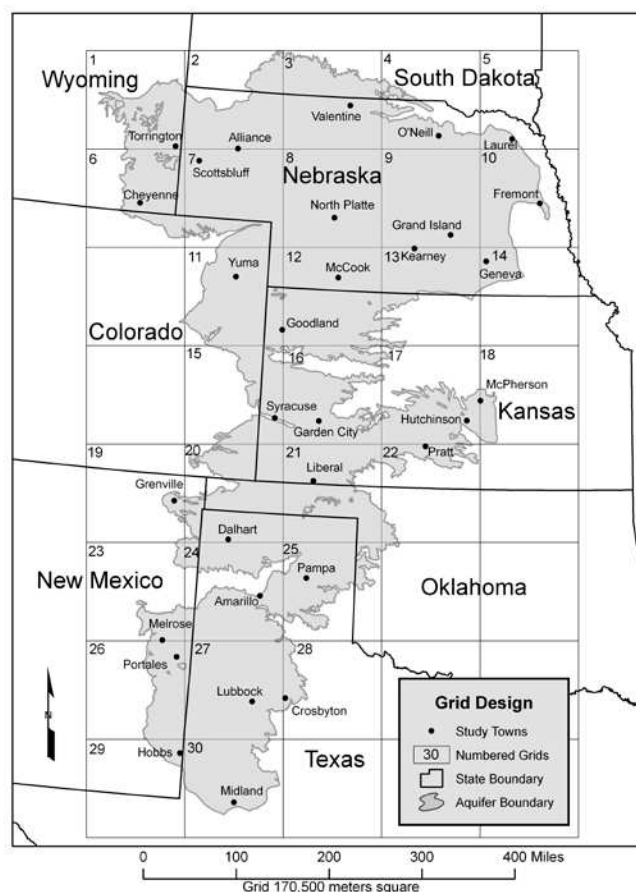 1 2 3 4 5
Wyoming
South Dakota
Valentine
O'Neill
Laurel
Torrington
Alliance
6 7 8 9 10
Scottsbluff
Nebraska
Cheyenne
North Platte
Fremont
Grand Island
11 12 13 14
Kearney
Yuma
McCook
Geneva
Goodland
Colorado
15 16 17 18
McPherson
Syracuse
Garden City
Hutchinson
Kansas
19 20 21 22
Pratt
Liberal
Grenville
Dalhart
23 24 25
New Mexico
Pampa
Oklahoma
Amarillo
Melrose
26 27 28
Portales
Lubbock
Crosbyton
N
29 30
Hobbs
Texas
Midland
Grid Design
Study Towns
30 Numbered Grids
State Boundary
Aquifer Boundary
0 100 200 300 400 Miles
Grid 170,500 meters square